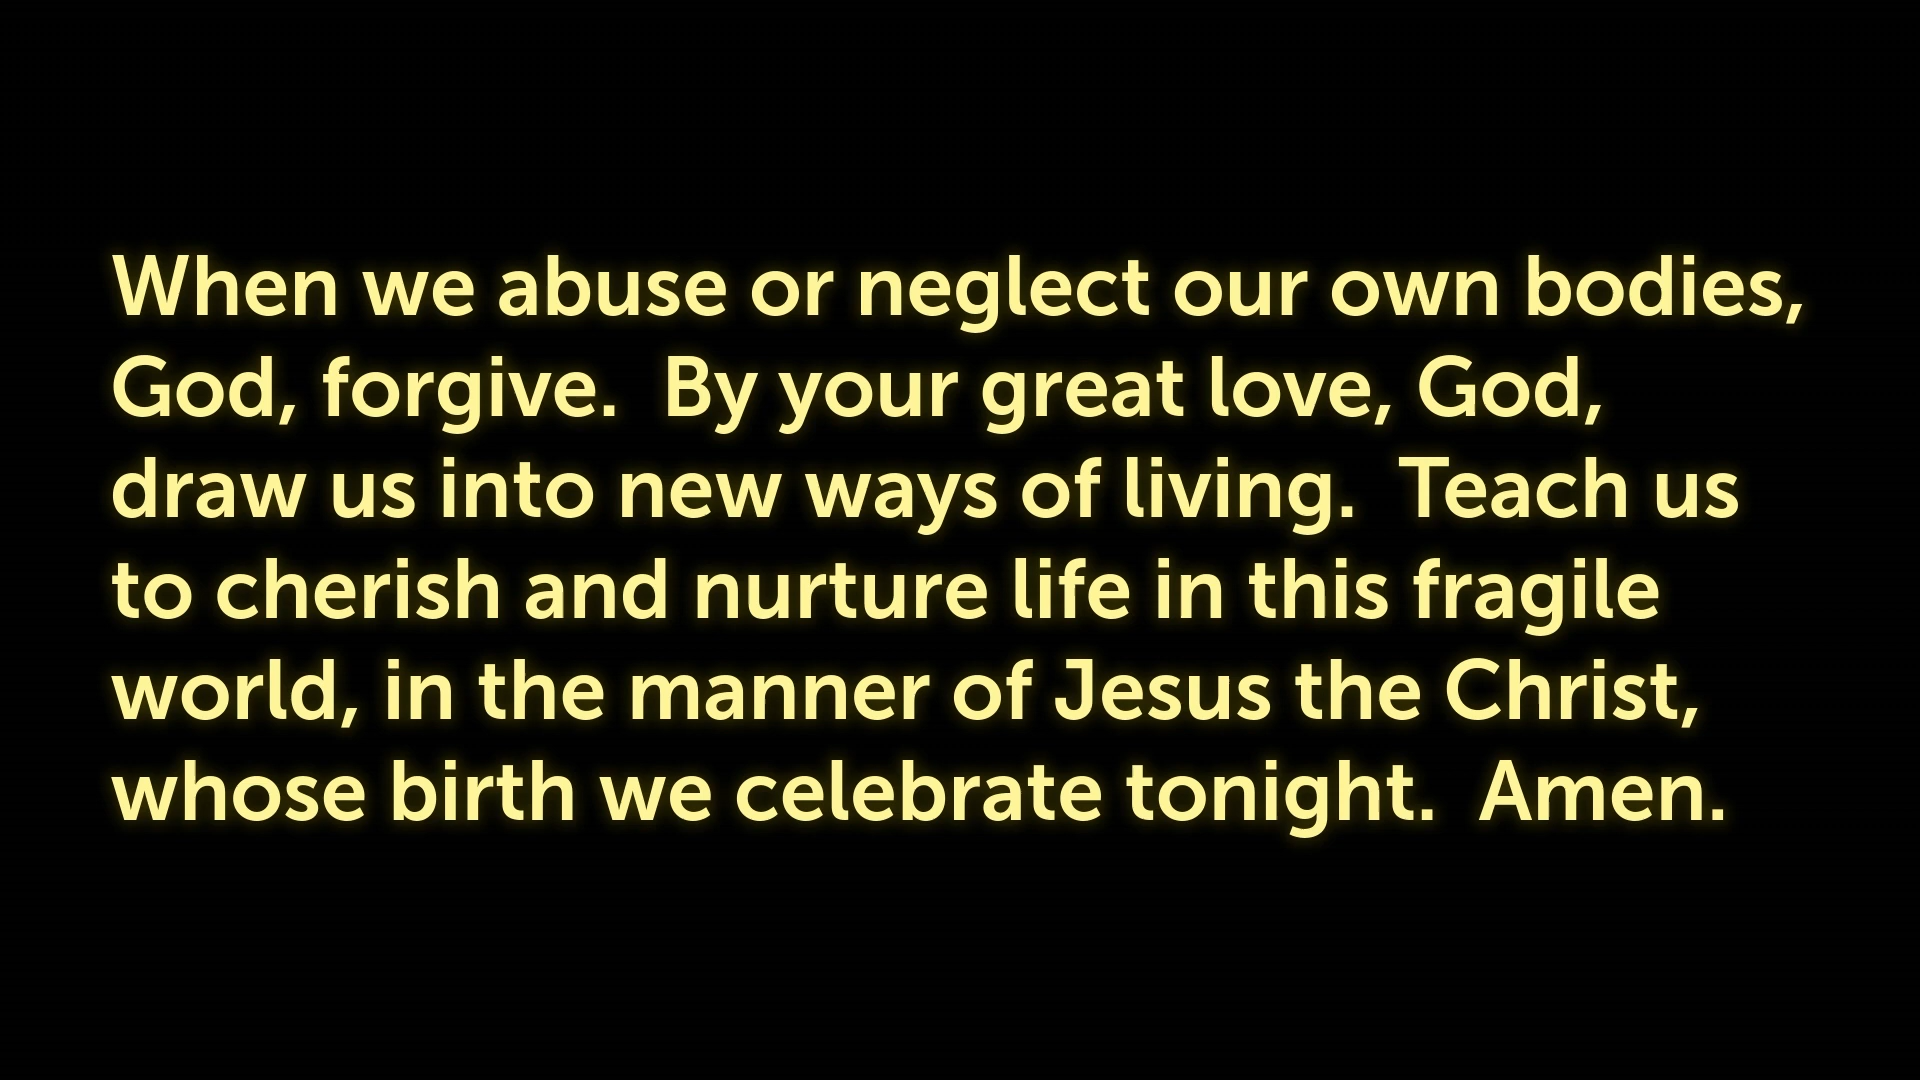 When we abuse or neglect our own bodies,
God, forgive.  By your great love, God,
draw us into new ways of living.  Teach us
to cherish and nurture life in this fragile
world, in the manner of Jesus the Christ,
whose birth we celebrate tonight.  Amen.